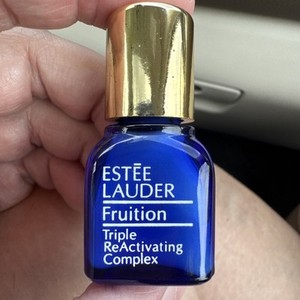 ESTĒE
LAUDER
Fruition
Triple
ReActivating
Complex